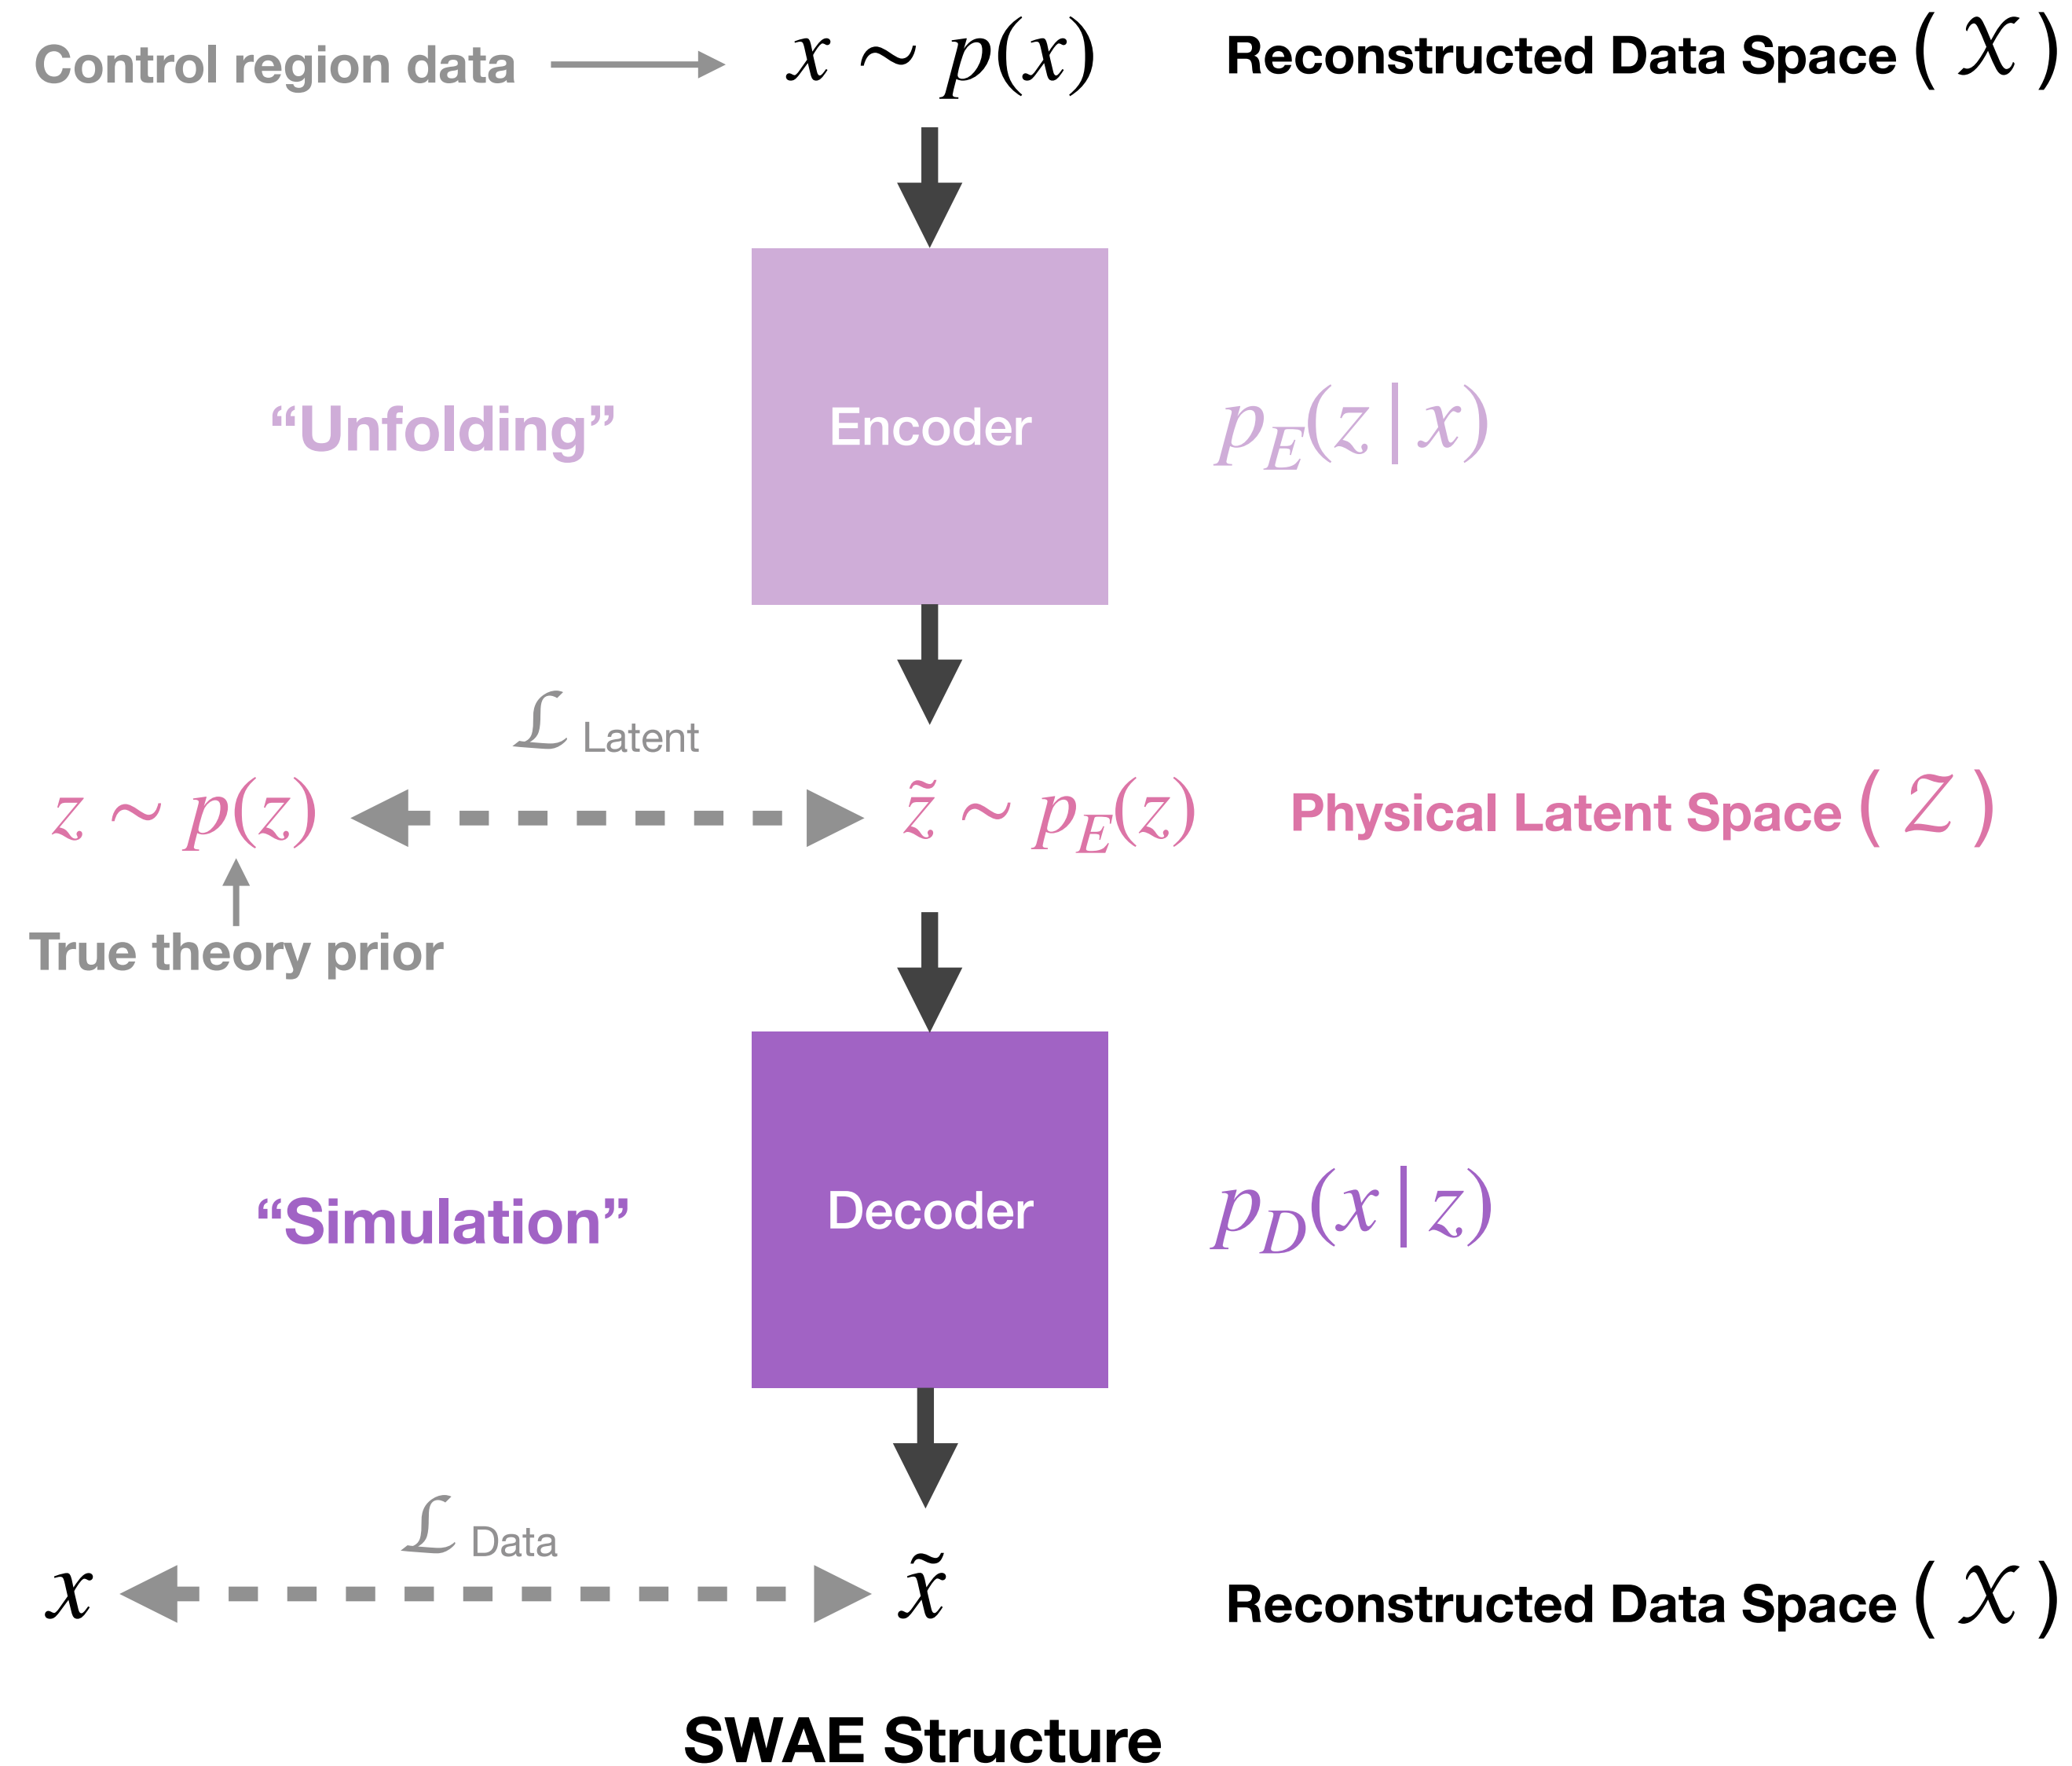 Control region data x ~ p(x) Reconstructed Data Space (𝒳)
“Unfolding” Encoder p_E(z|x)
ℒ Latent
z ~ p(z) z̃ ~ p_E(z) Physical Latent Space (𝒵)
True theory prior
“Simulation” Decoder p_D(x|z)
ℒ Data
x x̃ Reconstructed Data Space (𝒳)
SWAE Structure